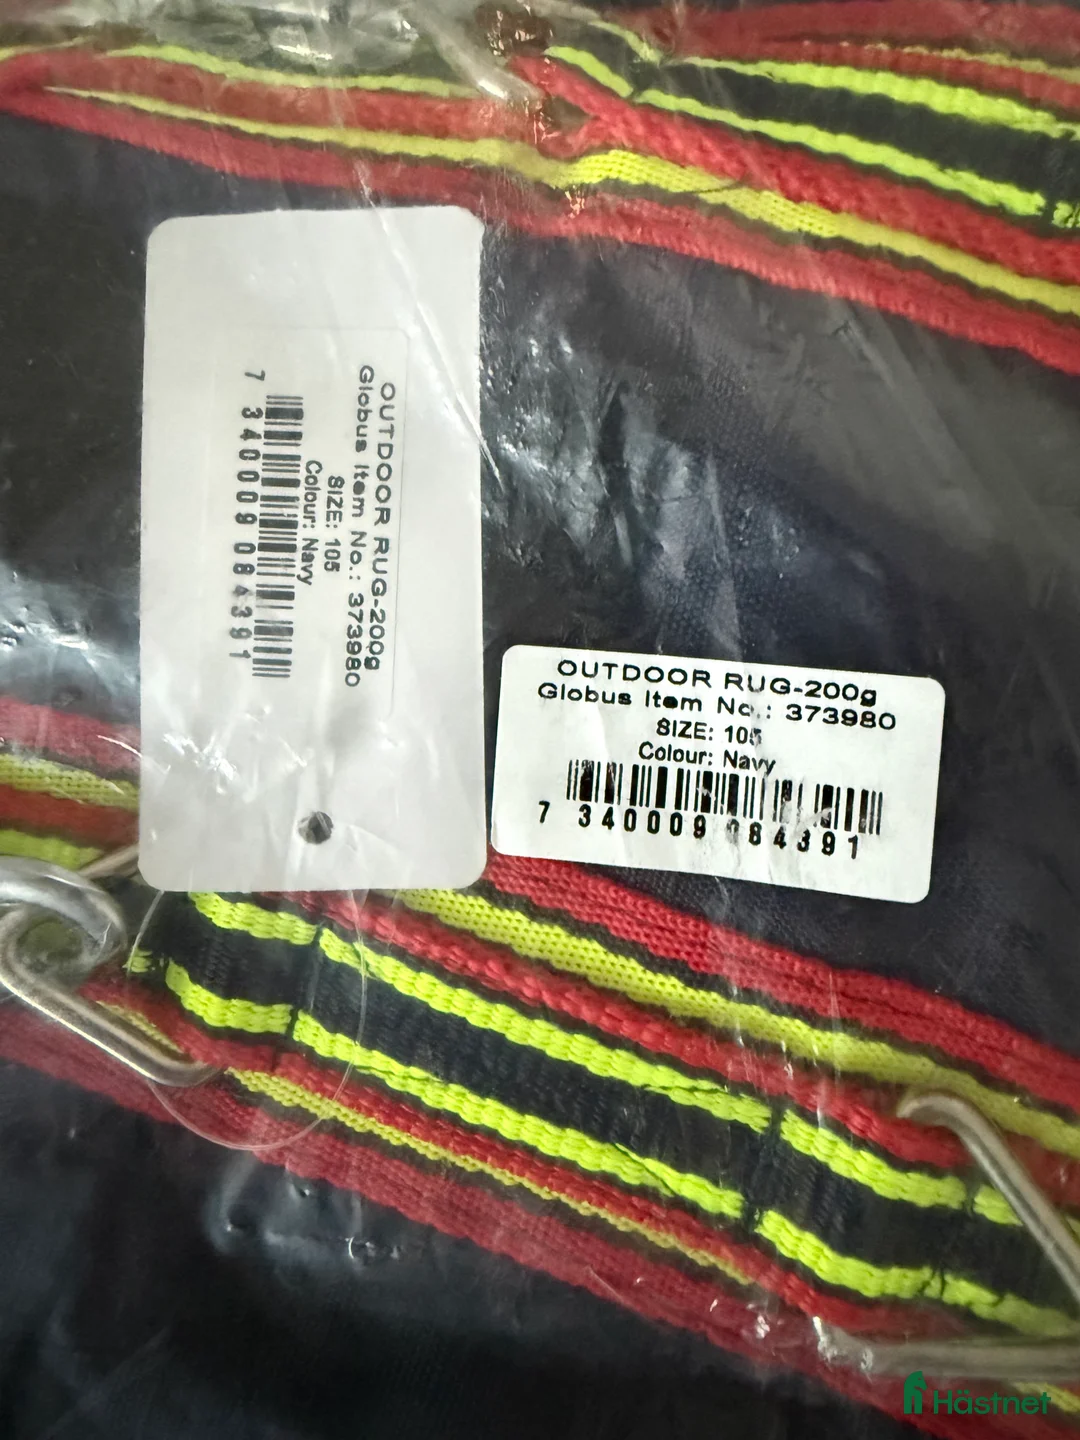 OUTDOOR RUG-200g
Globus Item No.: 373980
SIZE: 105
Colour: Navy
7 340009 084391
OUTDOOR RUG-200g
Globus Item No.: 373980
SIZE: 105
Colour: Navy
7 340009 084391
Hästnet